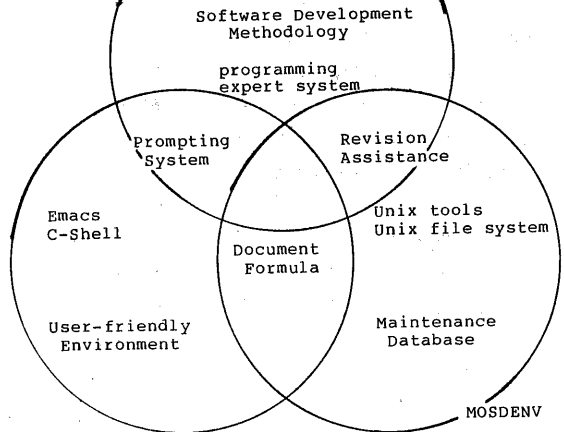 Software Development
Methodology
programming
expert system
Prompting
System
Revision
Assistance
Emacs
C-Shell
Unix tools
Unix file system
Document
Formula
User-friendly
Environment
Maintenance
Database
MOSDENV